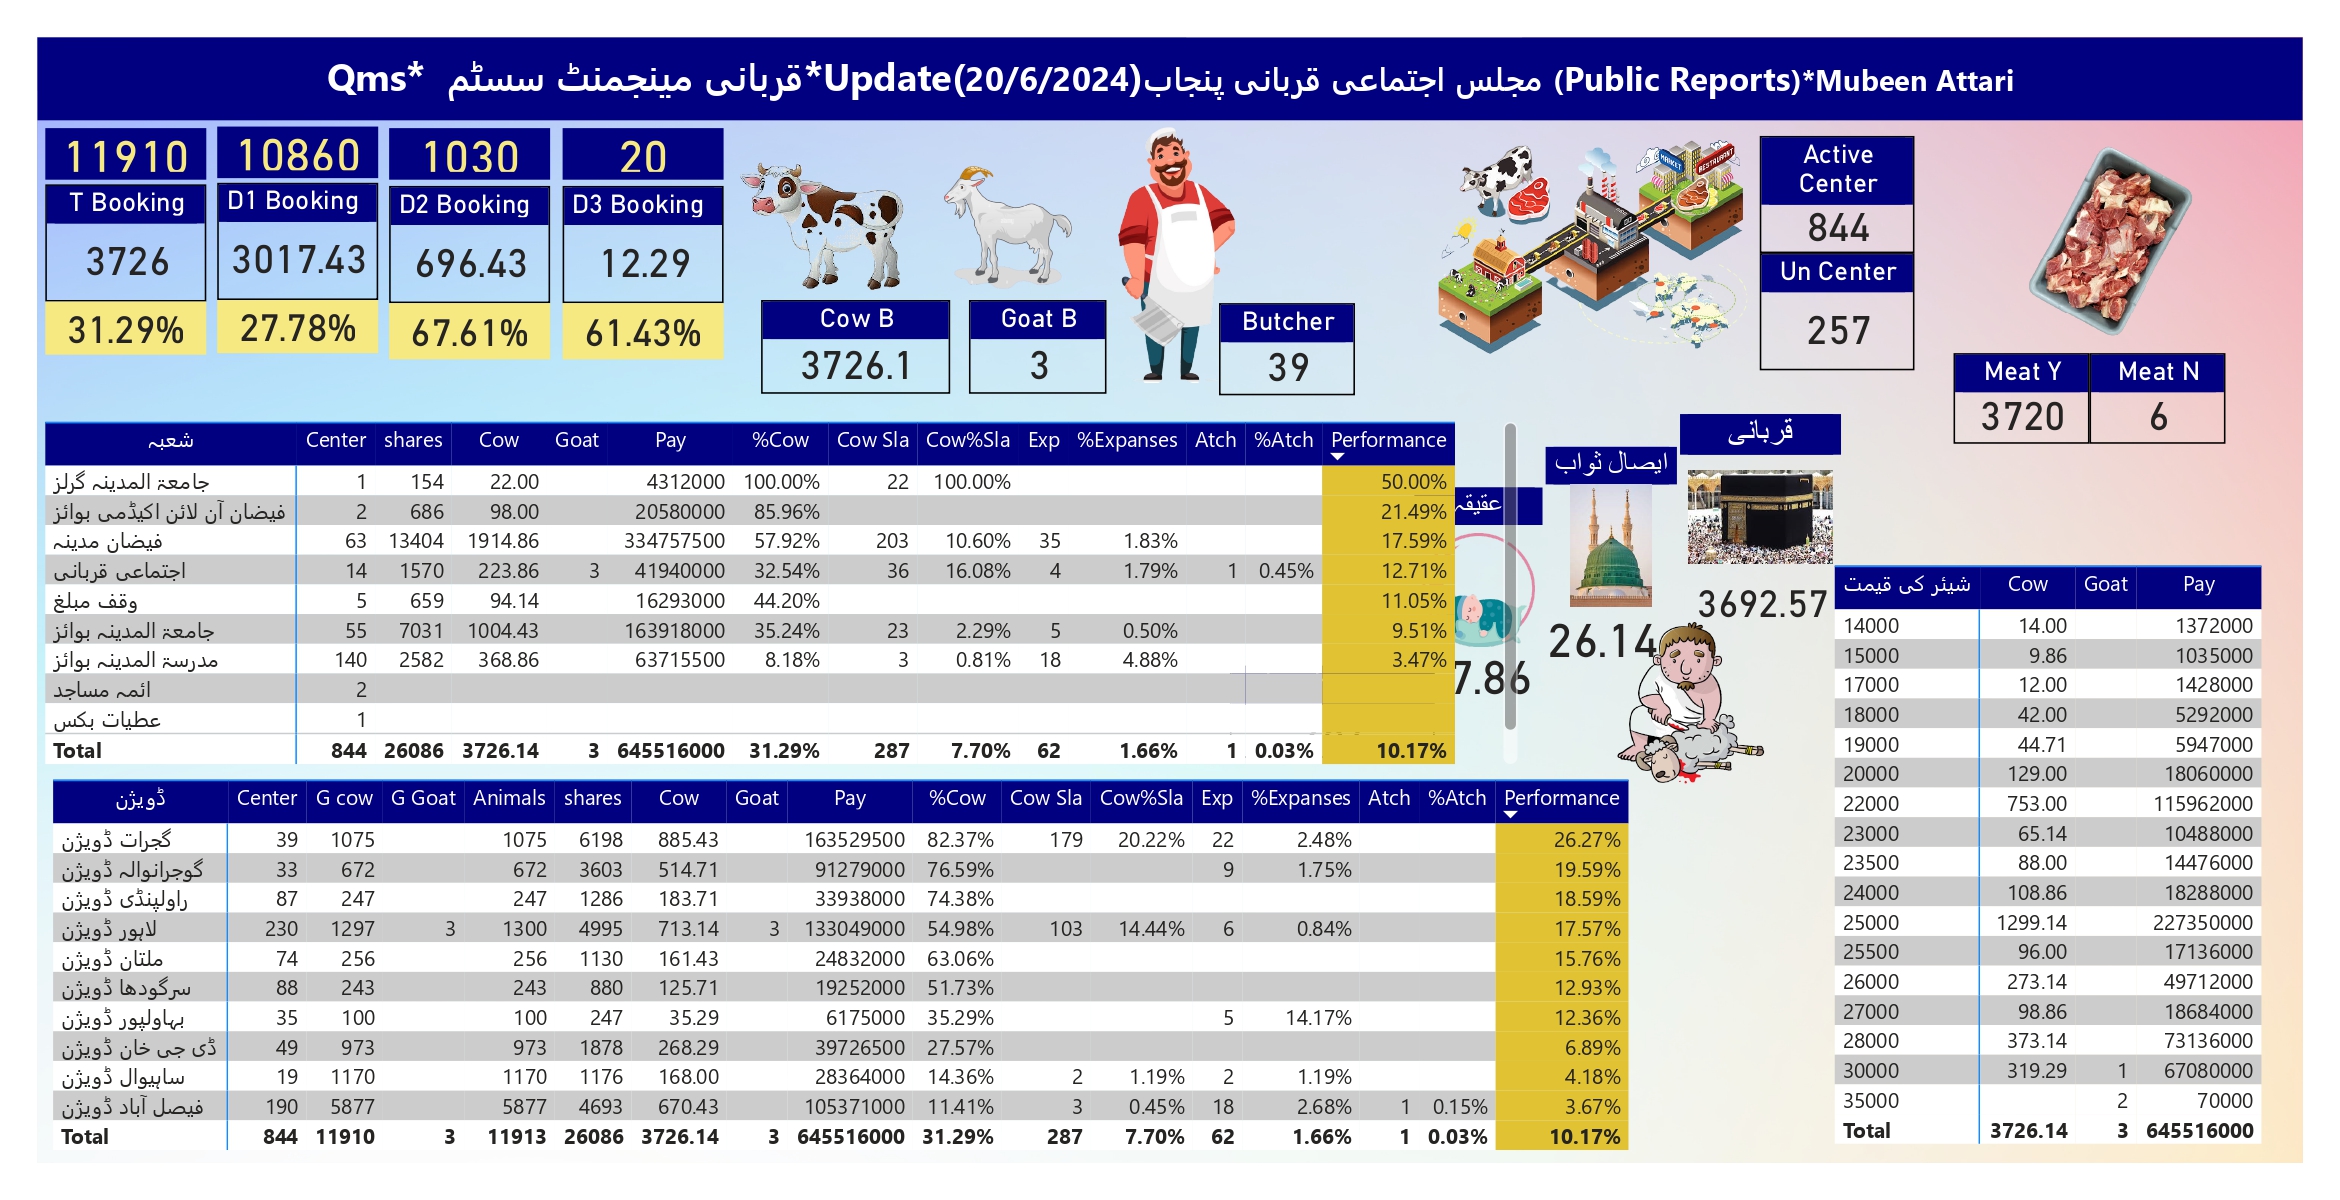 Qms* قربانی مینجمنٹ سسٹم*Update(20/6/2024)مجلس اجتماعی قربانی پنجاب (Public Reports)*Mubeen Attari
11910 10860 1030 20
T Booking D1 Booking D2 Booking D3 Booking
3726 3017.43 696.43 12.29
31.29% 27.78% 67.61% 61.43%
Cow B Goat B Butcher
3726.1 3 39
MARKET RESTAURANT
Active Center
844
Un Center
257
Meat Y Meat N
3720 6
شعبہ Center shares Cow Goat Pay %Cow Cow Sla Cow%Sla Exp %Expanses Atch %Atch Performance
جامعۃ المدینہ گرلز 1 154 22.00 4312000 100.00% 22 100.00% 50.00%
فیضان آن لائن اکیڈمی بوائز 2 686 98.00 20580000 85.96% 21.49%
فیضان مدینہ 63 13404 1914.86 334757500 57.92% 203 10.60% 35 1.83% 17.59%
اجتماعی قربانی 14 1570 223.86 3 41940000 32.54% 36 16.08% 4 1.79% 1 0.45% 12.71%
وقف مبلغ 5 659 94.14 16293000 44.20% 11.05%
جامعۃ المدینہ بوائز 55 7031 1004.43 163918000 35.24% 23 2.29% 5 0.50% 9.51%
مدرسۃ المدینہ بوائز 140 2582 368.86 63715500 8.18% 3 0.81% 18 4.88% 3.47%
ائمہ مساجد 2
عطیات بکس 1
Total 844 26086 3726.14 3 645516000 31.29% 287 7.70% 62 1.66% 1 0.03% 10.17%
عقیقہ
7.86
ایصال ثواب
26.14
قربانی
3692.57
ڈویژن Center G cow G Goat Animals shares Cow Goat Pay %Cow Cow Sla Cow%Sla Exp %Expanses Atch %Atch Performance
گجرات ڈویژن 39 1075 1075 6198 885.43 163529500 82.37% 179 20.22% 22 2.48% 26.27%
گوجرانوالہ ڈویژن 33 672 672 3603 514.71 91279000 76.59% 9 1.75% 19.59%
راولپنڈی ڈویژن 87 247 247 1286 183.71 33938000 74.38% 18.59%
لاہور ڈویژن 230 1297 3 1300 4995 713.14 3 133049000 54.98% 103 14.44% 6 0.84% 17.57%
ملتان ڈویژن 74 256 256 1130 161.43 24832000 63.06% 15.76%
سرگودھا ڈویژن 88 243 243 880 125.71 19252000 51.73% 12.93%
بہاولپور ڈویژن 35 100 100 247 35.29 6175000 35.29% 5 14.17% 12.36%
ڈی جی خان ڈویژن 49 973 973 1878 268.29 39726500 27.57% 6.89%
ساہیوال ڈویژن 19 1170 1170 1176 168.00 28364000 14.36% 2 1.19% 2 1.19% 4.18%
فیصل آباد ڈویژن 190 5877 5877 4693 670.43 105371000 11.41% 3 0.45% 18 2.68% 1 0.15% 3.67%
Total 844 11910 3 11913 26086 3726.14 3 645516000 31.29% 287 7.70% 62 1.66% 1 0.03% 10.17%
شیئر کی قیمت Cow Goat Pay
14000 14.00 1372000
15000 9.86 1035000
17000 12.00 1428000
18000 42.00 5292000
19000 44.71 5947000
20000 129.00 18060000
22000 753.00 115962000
23000 65.14 10488000
23500 88.00 14476000
24000 108.86 18288000
25000 1299.14 227350000
25500 96.00 17136000
26000 273.14 49712000
27000 98.86 18684000
28000 373.14 73136000
30000 319.29 1 67080000
35000 2 70000
Total 3726.14 3 645516000